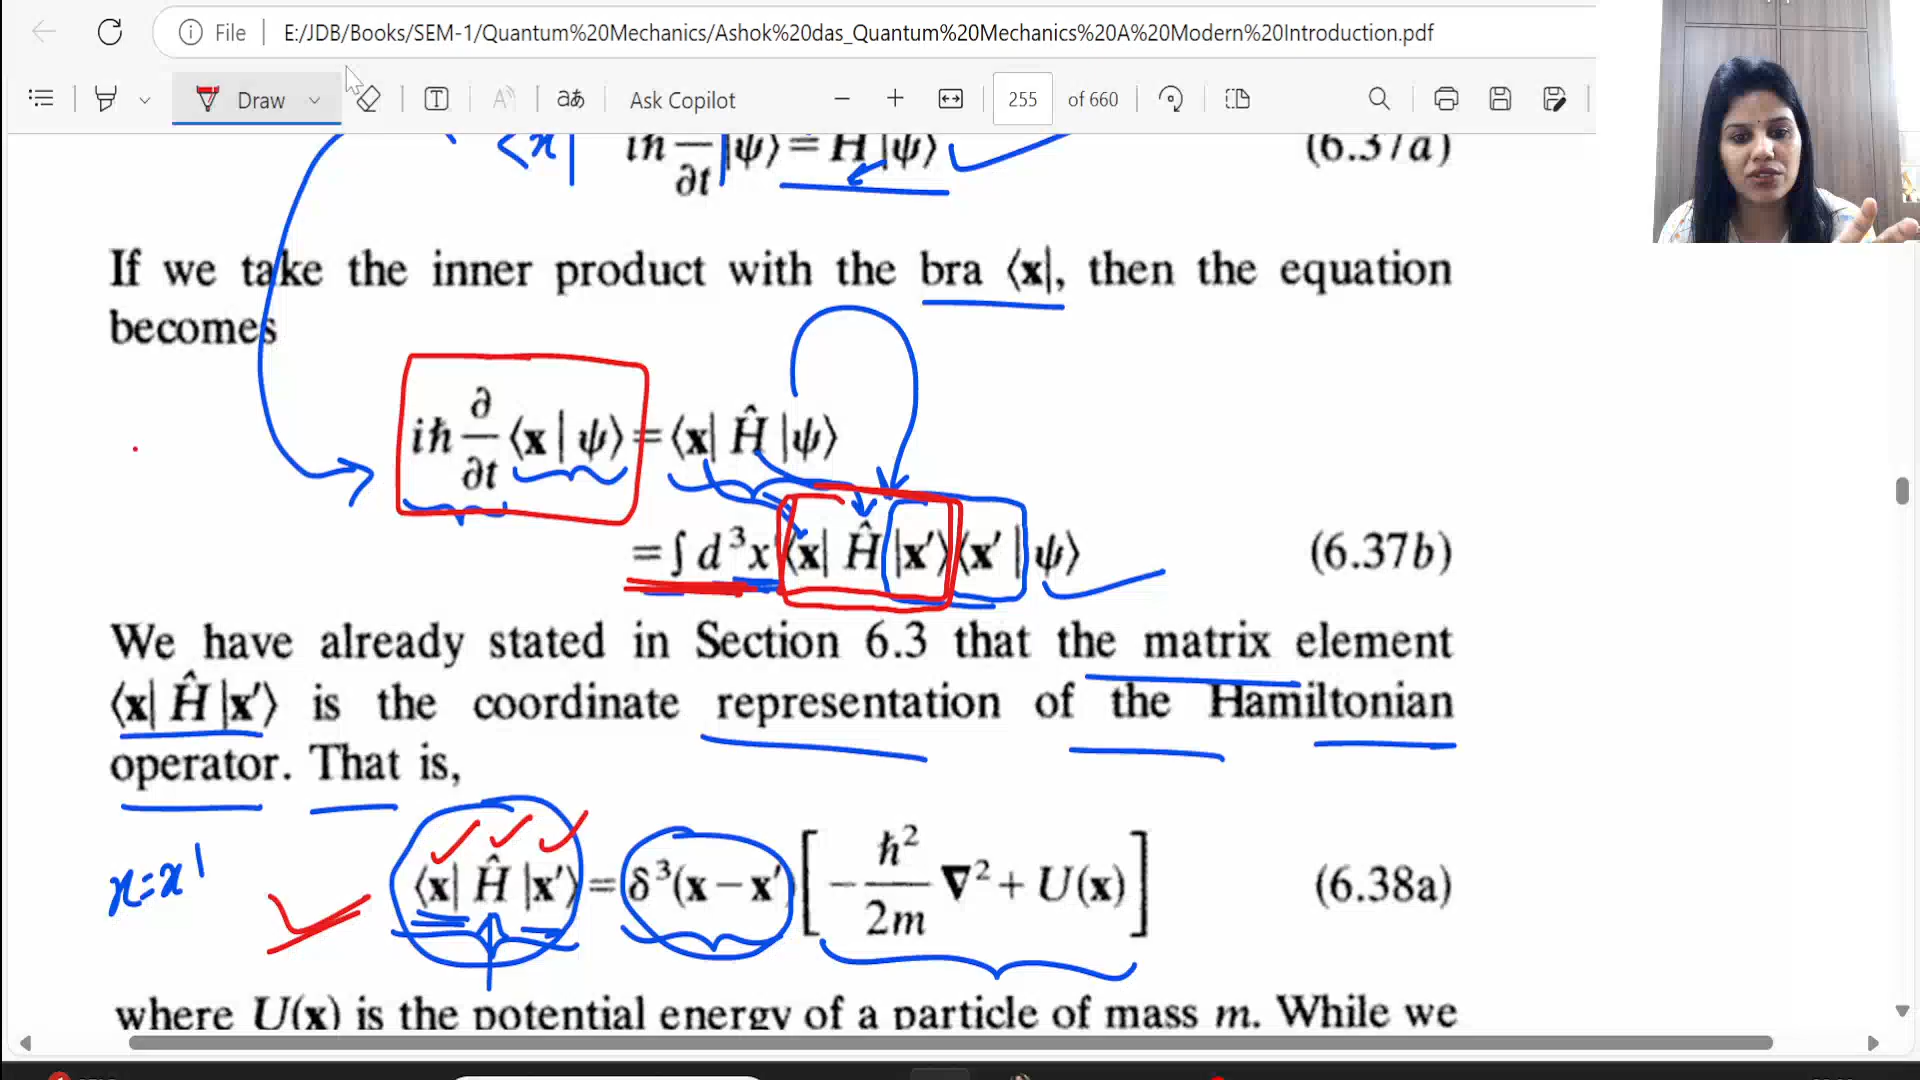 File E:/JDB/Books/SEM-1/Quantum%20Mechanics/Ashok%20das_Quantum%20Mechanics%20A%20Modern%20Introduction.pdf
Draw Ask Copilot 255 of 660
<x| iħ ∂/∂t |ψ⟩ = Ĥ |ψ⟩ (6.37a)
If we take the inner product with the bra ⟨x|, then the equation
becomes
iħ ∂/∂t ⟨x | ψ⟩ = ⟨x| Ĥ |ψ⟩
= ∫ d³x ⟨x| Ĥ |x′⟩⟨x′ | ψ⟩ (6.37b)
We have already stated in Section 6.3 that the matrix element
⟨x| Ĥ |x′⟩ is the coordinate representation of the Hamiltonian
operator. That is,
x=x'
⟨x| Ĥ |x′⟩ = δ³(x − x′) [ − ħ²/2m ∇² + U(x) ] (6.38a)
where U(x) is the potential energy of a particle of mass m. While we